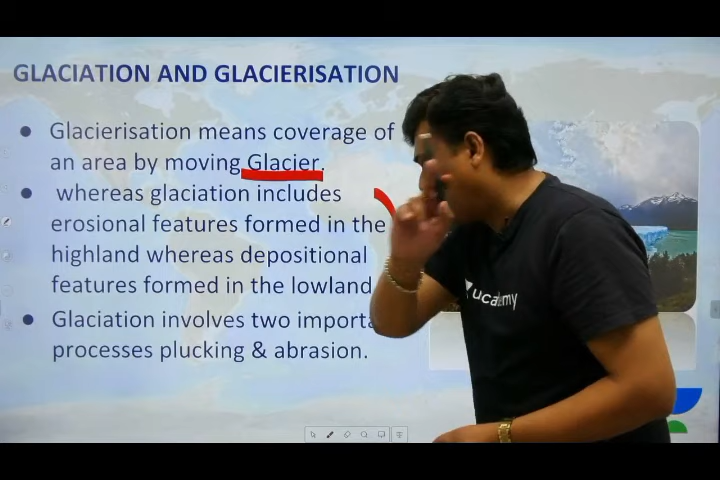 GLACIATION AND GLACIERISATION
● Glacierisation means coverage of
an area by moving Glacier.
● whereas glaciation includes
erosional features formed in the
highland whereas depositional
features formed in the lowland
● Glaciation involves two importa
processes plucking & abrasion.
ucademy